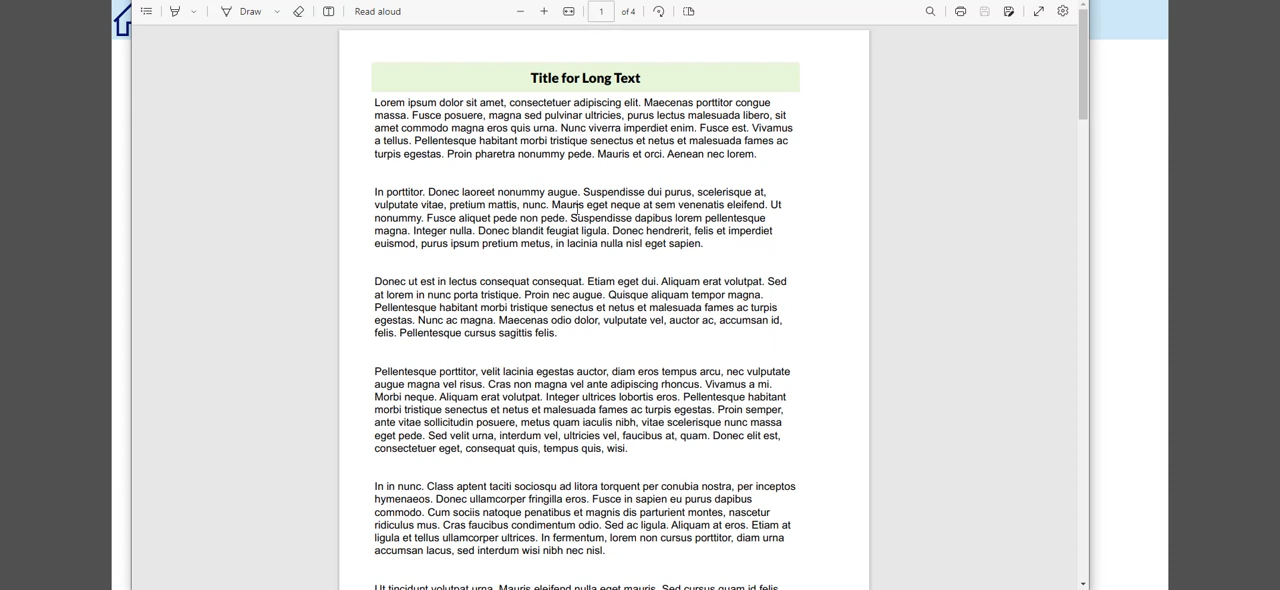 Draw
Read aloud
1
of 4
Title for Long Text
Lorem ipsum dolor sit amet, consectetuer adipiscing elit. Maecenas porttitor congue
massa. Fusce posuere, magna sed pulvinar ultricies, purus lectus malesuada libero, sit
amet commodo magna eros quis urna. Nunc viverra imperdiet enim. Fusce est. Vivamus
a tellus. Pellentesque habitant morbi tristique senectus et netus et malesuada fames ac
turpis egestas. Proin pharetra nonummy pede. Mauris et orci. Aenean nec lorem.
In porttitor. Donec laoreet nonummy augue. Suspendisse dui purus, scelerisque at,
vulputate vitae, pretium mattis, nunc. Mauris eget neque at sem venenatis eleifend. Ut
nonummy. Fusce aliquet pede non pede. Suspendisse dapibus lorem pellentesque
magna. Integer nulla. Donec blandit feugiat ligula. Donec hendrerit, felis et imperdiet
euismod, purus ipsum pretium metus, in lacinia nulla nisl eget sapien.
Donec ut est in lectus consequat consequat. Etiam eget dui. Aliquam erat volutpat. Sed
at lorem in nunc porta tristique. Proin nec augue. Quisque aliquam tempor magna.
Pellentesque habitant morbi tristique senectus et netus et malesuada fames ac turpis
egestas. Nunc ac magna. Maecenas odio dolor, vulputate vel, auctor ac, accumsan id,
felis. Pellentesque cursus sagittis felis.
Pellentesque porttitor, velit lacinia egestas auctor, diam eros tempus arcu, nec vulputate
augue magna vel risus. Cras non magna vel ante adipiscing rhoncus. Vivamus a mi.
Morbi neque. Aliquam erat volutpat. Integer ultrices lobortis eros. Pellentesque habitant
morbi tristique senectus et netus et malesuada fames ac turpis egestas. Proin semper,
ante vitae sollicitudin posuere, metus quam iaculis nibh, vitae scelerisque nunc massa
eget pede. Sed velit urna, interdum vel, ultricies vel, faucibus at, quam. Donec elit est,
consectetuer eget, consequat quis, tempus quis, wisi.
In in nunc. Class aptent taciti sociosqu ad litora torquent per conubia nostra, per inceptos
hymenaeos. Donec ullamcorper fringilla eros. Fusce in sapien eu purus dapibus
commodo. Cum sociis natoque penatibus et magnis dis parturient montes, nascetur
ridiculus mus. Cras faucibus condimentum odio. Sed ac ligula. Aliquam at eros. Etiam at
ligula et tellus ullamcorper ultrices. In fermentum, lorem non cursus porttitor, diam urna
accumsan lacus, sed interdum wisi nibh nec nisl.
Ut tincidunt volutpat urna. Mauris eleifend nulla eget mauris. Sed cursus quam id felis.